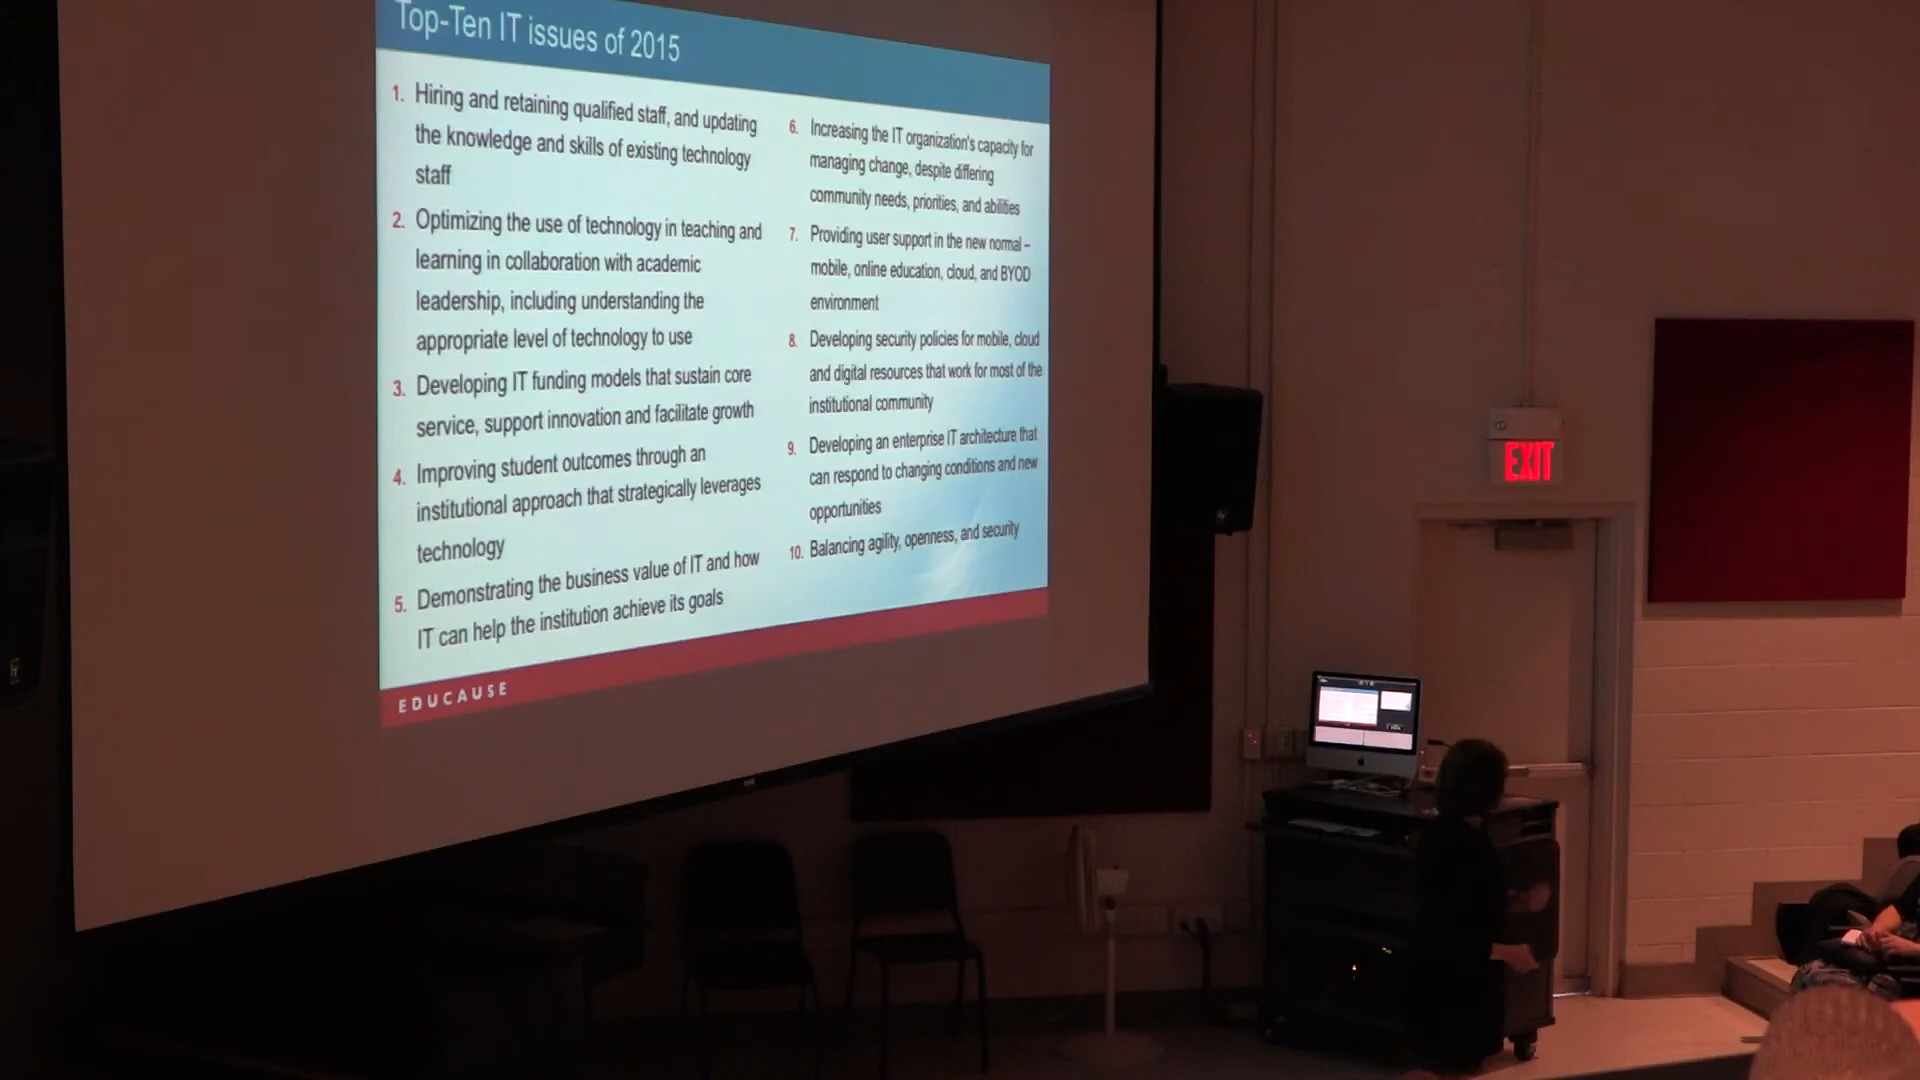 Top-Ten IT issues of 2015
1. Hiring and retaining qualified staff, and updating
the knowledge and skills of existing technology
staff
2. Optimizing the use of technology in teaching and
learning in collaboration with academic
leadership, including understanding the
appropriate level of technology to use
3. Developing IT funding models that sustain core
service, support innovation and facilitate growth
4. Improving student outcomes through an
institutional approach that strategically leverages
technology
5. Demonstrating the business value of IT and how
IT can help the institution achieve its goals
6. Increasing the IT organization's capacity for
managing change, despite differing
community needs, priorities, and abilities
7. Providing user support in the new normal –
mobile, online education, cloud, and BYOD
environment
8. Developing security policies for mobile, cloud
and digital resources that work for most of the
institutional community
9. Developing an enterprise IT architecture that
can respond to changing conditions and new
opportunities
10. Balancing agility, openness, and security
EDUCAUSE
EXIT